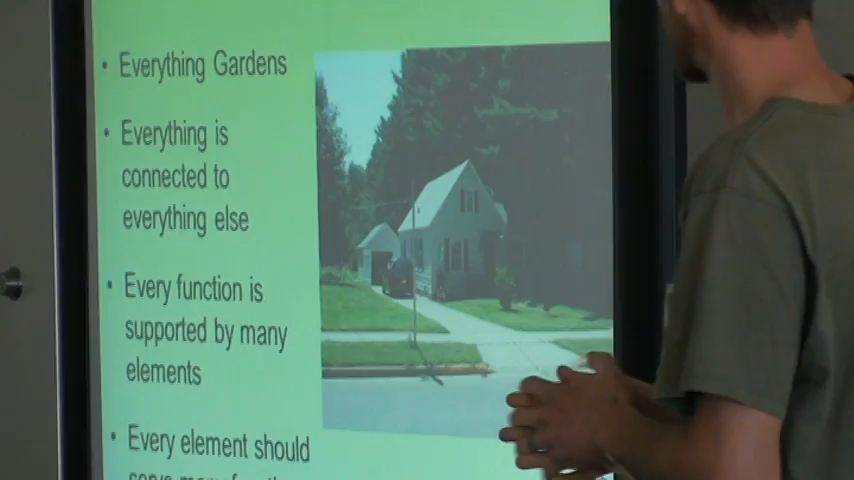 • Everything Gardens
• Everything is
connected to
everything else
• Every function is
supported by many
elements
• Every element should